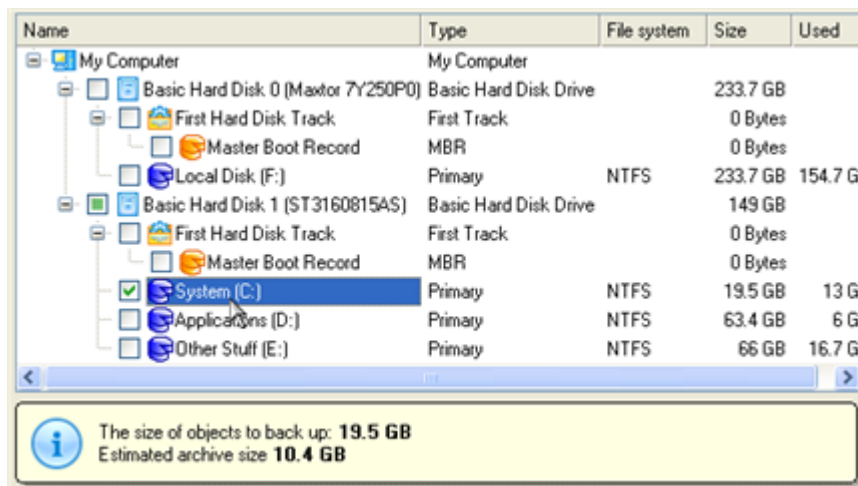 Name Type File system Size Used
My Computer My Computer
Basic Hard Disk 0 (Maxtor 7Y250P0) Basic Hard Disk Drive 233.7 GB
First Hard Disk Track First Track 0 Bytes
Master Boot Record MBR 0 Bytes
Local Disk (F:) Primary NTFS 233.7 GB 154.7 G
Basic Hard Disk 1 (ST3160815AS) Basic Hard Disk Drive 149 GB
First Hard Disk Track First Track 0 Bytes
Master Boot Record MBR 0 Bytes
System (C:) Primary NTFS 19.5 GB 13 G
Applications (D:) Primary NTFS 63.4 GB 6 G
Other Stuff (E:) Primary NTFS 66 GB 16.7 G
The size of objects to back up: 19.5 GB
Estimated archive size 10.4 GB